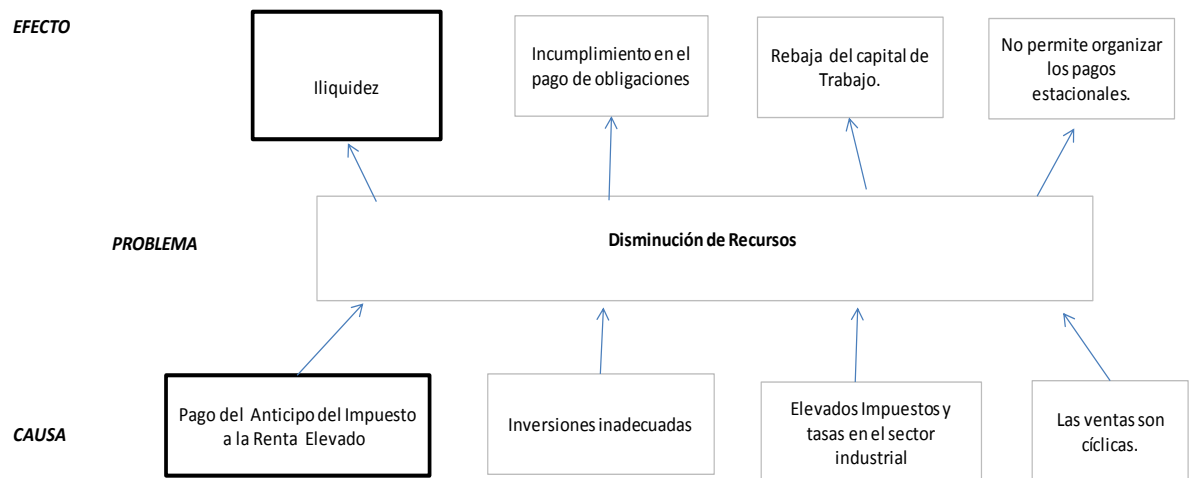 EFECTO
Iliquidez
Incumplimiento en el
pago de obligaciones
Rebaja del capital de
Trabajo.
No permite organizar
los pagos
estacionales.
PROBLEMA
Disminución de Recursos
CAUSA
Pago del Anticipo del Impuesto
a la Renta Elevado
Inversiones inadecuadas
Elevados Impuestos y
tasas en el sector
industrial
Las ventas son
cíclicas.